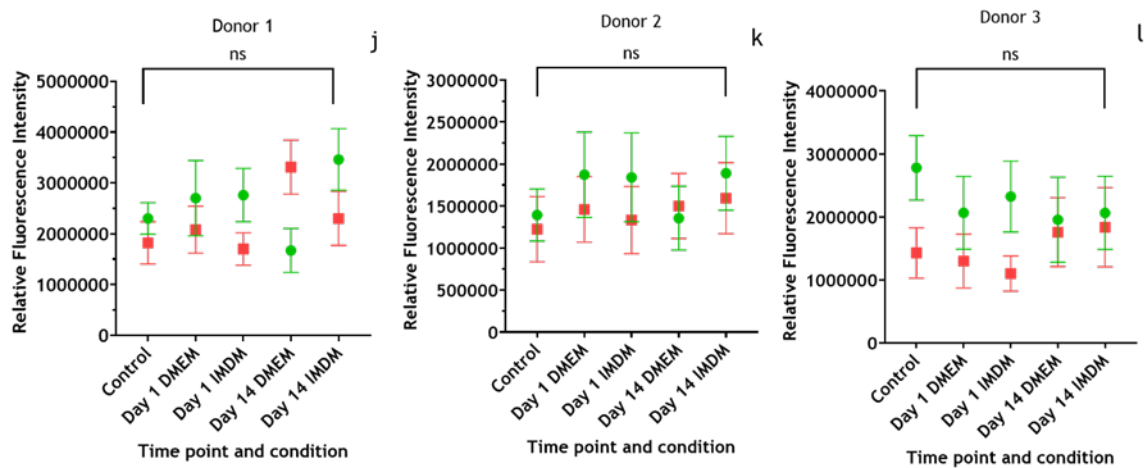 Donor 1
j
ns
Relative Fluorescence Intensity
5000000
4000000
3000000
2000000
1000000
0
Control
Day 1 DMEM
Day 1 IMDM
Day 14 DMEM
Day 14 IMDM
Time point and condition
Donor 2
k
ns
Relative Fluorescence Intensity
3000000
2500000
2000000
1500000
1000000
500000
0
Control
Day 1 DMEM
Day 1 IMDM
Day 14 DMEM
Day 14 IMDM
Time point and condition
Donor 3
l
ns
Relative Fluorescence Intensity
4000000
3000000
2000000
1000000
0
Control
Day 1 DMEM
Day 1 IMDM
Day 14 DMEM
Day 14 IMDM
Time point and condition